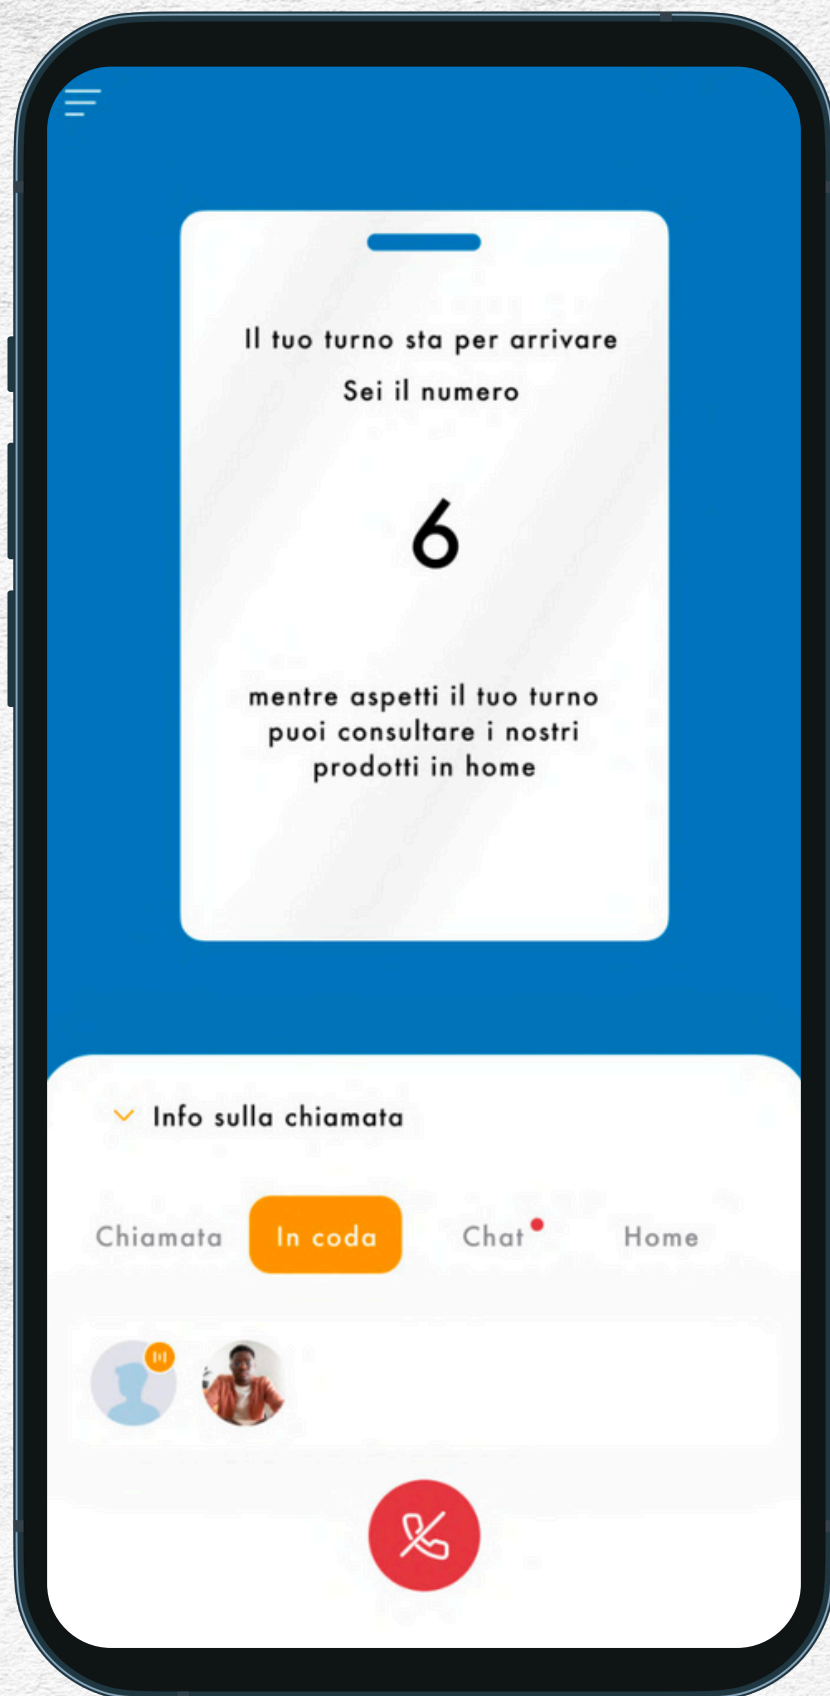 Il tuo turno sta per arrivare
Sei il numero
6
mentre aspetti il tuo turno
puoi consultare i nostri
prodotti in home
Info sulla chiamata
Chiamata In coda Chat Home